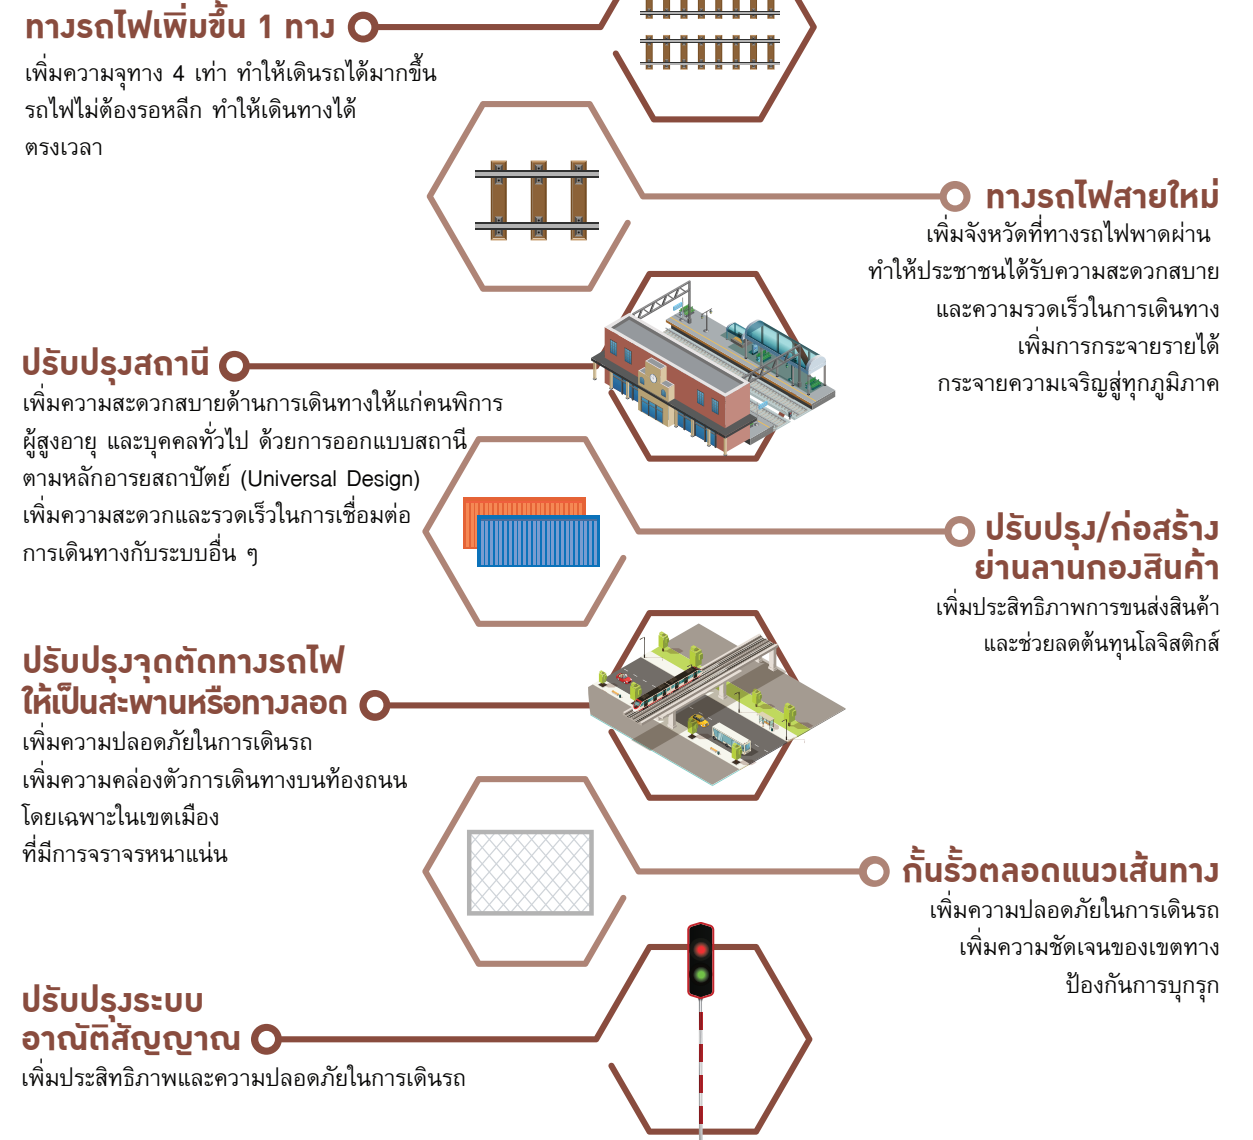 ทางรถไฟเพิ่มขึ้น 1 ทาง
เพิ่มความจุทาง 4 เท่า ทำให้เดินรถได้มากขึ้น
รถไฟไม่ต้องรอหลีก ทำให้เดินทางได้
ตรงเวลา
ทางรถไฟสายใหม่
เพิ่มจังหวัดที่ทางรถไฟพาดผ่าน
ทำให้ประชาชนได้รับความสะดวกสบาย
และความรวดเร็วในการเดินทาง
เพิ่มการกระจายรายได้
กระจายความเจริญสู่ทุกภูมิภาค
ปรับปรุงสถานี
เพิ่มความสะดวกสบายด้านการเดินทางให้แก่คนพิการ
ผู้สูงอายุ และบุคคลทั่วไป ด้วยการออกแบบสถานี
ตามหลักอารยสถาปัตย์ (Universal Design)
เพิ่มความสะดวกและรวดเร็วในการเชื่อมต่อ
การเดินทางกับระบบอื่น ๆ
ปรับปรุง/ก่อสร้าง
ย่านลานกองสินค้า
เพิ่มประสิทธิภาพการขนส่งสินค้า
และช่วยลดต้นทุนโลจิสติกส์
ปรับปรุงจุดตัดทางรถไฟ
ให้เป็นสะพานหรือทางลอด
เพิ่มความปลอดภัยในการเดินรถ
เพิ่มความคล่องตัวการเดินทางบนท้องถนน
โดยเฉพาะในเขตเมือง
ที่มีการจราจรหนาแน่น
กั้นรั้วตลอดแนวเส้นทาง
เพิ่มความปลอดภัยในการเดินรถ
เพิ่มความชัดเจนของเขตทาง
ป้องกันการบุกรุก
ปรับปรุงระบบ
อาณัติสัญญาณ
เพิ่มประสิทธิภาพและความปลอดภัยในการเดินรถ